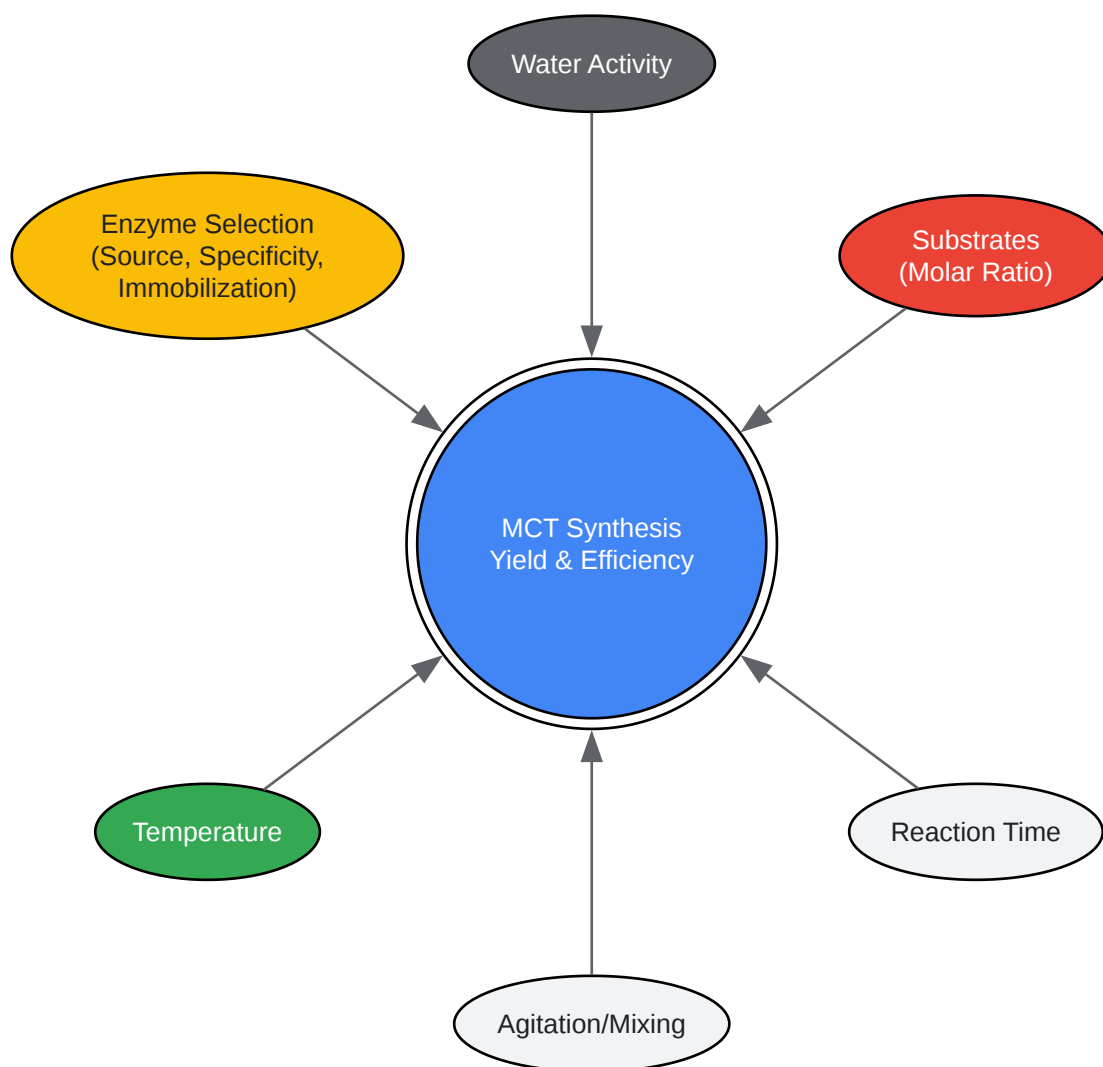 Water Activity
Enzyme Selection
(Source, Specificity,
Immobilization)
Substrates
(Molar Ratio)
MCT Synthesis
Yield & Efficiency
Temperature
Reaction Time
Agitation/Mixing